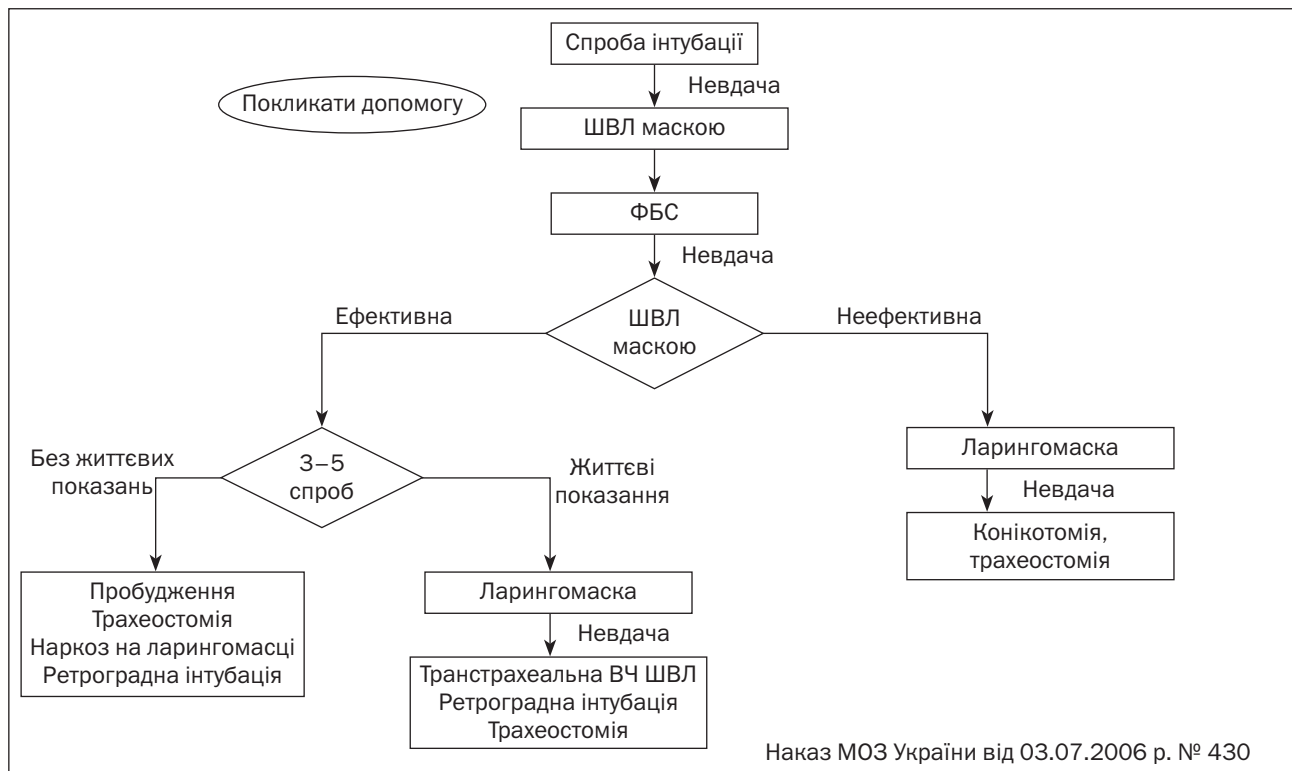 Спроба інтубації
Невдача
Покликати допомогу
ШВЛ маскою
ФБС
Невдача
Ефективна
ШВЛ
маскою
Неефективна
Без життєвих
показань
3–5
спроб
Життєві
показання
Ларингомаска
Невдача
Конікотомія,
трахеостомія
Пробудження
Трахеостомія
Наркоз на ларингомасці
Ретроградна інтубація
Ларингомаска
Невдача
Транстрахеальна ВЧ ШВЛ
Ретроградна інтубація
Трахеостомія
Наказ МОЗ України від 03.07.2006 р. № 430